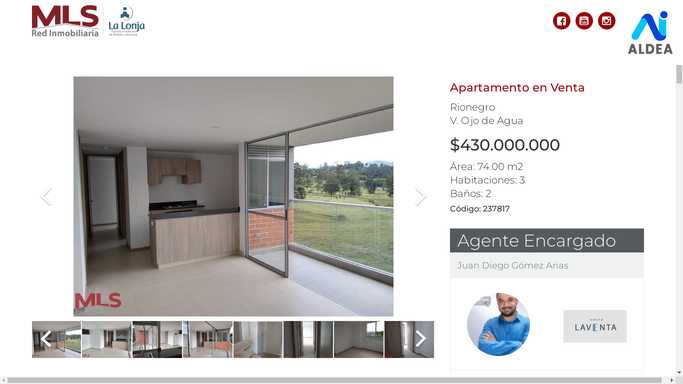 MLS
Red Inmobiliaria
La Lonja
ALDEA
MLS
Apartamento en Venta
Rionegro
V. Ojo de Agua
$430.000.000
Área: 74.00 m2
Habitaciones: 3
Baños: 2
Código: 237817
Agente Encargado
Juan Diego Gómez Arias
LAVENTA